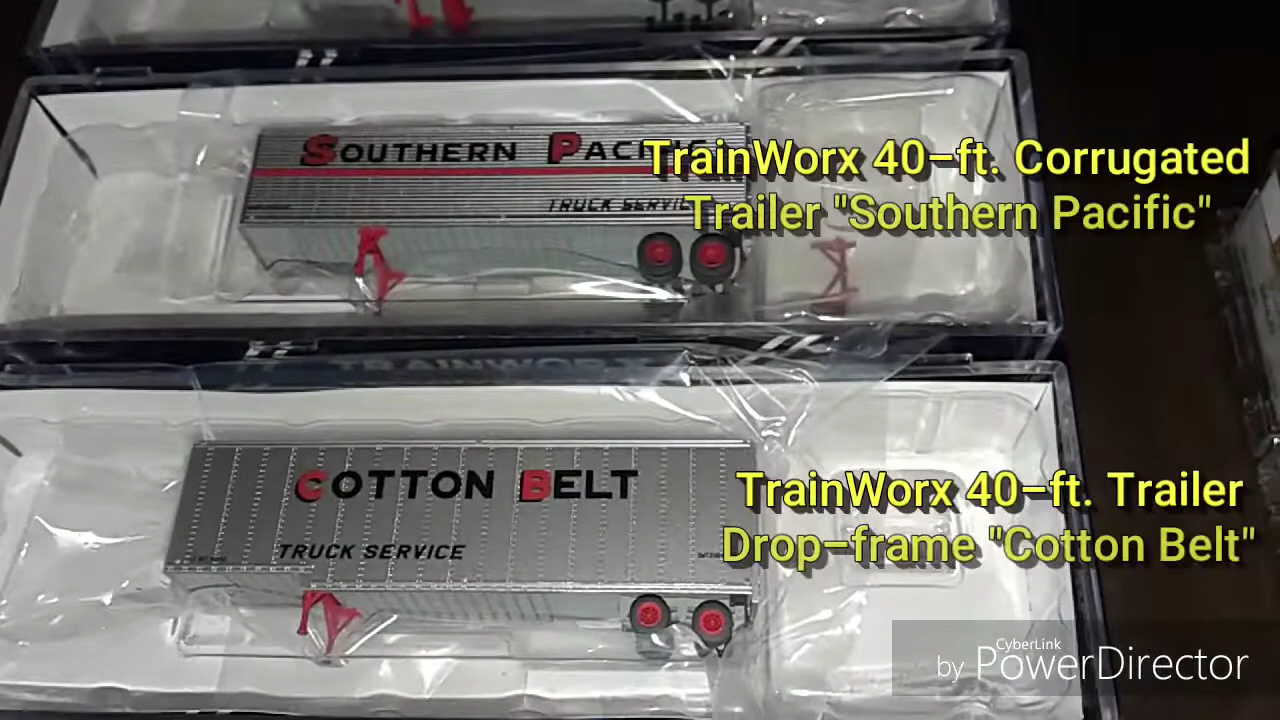 SOUTHERN PACIFIC
TRUCK SERVICE
TrainWorx 40-ft. Corrugated
Trailer "Southern Pacific"
TRAINWORX
COTTON BELT
TRUCK SERVICE
TrainWorx 40-ft. Trailer
Drop-frame "Cotton Belt"
CyberLink
by PowerDirector